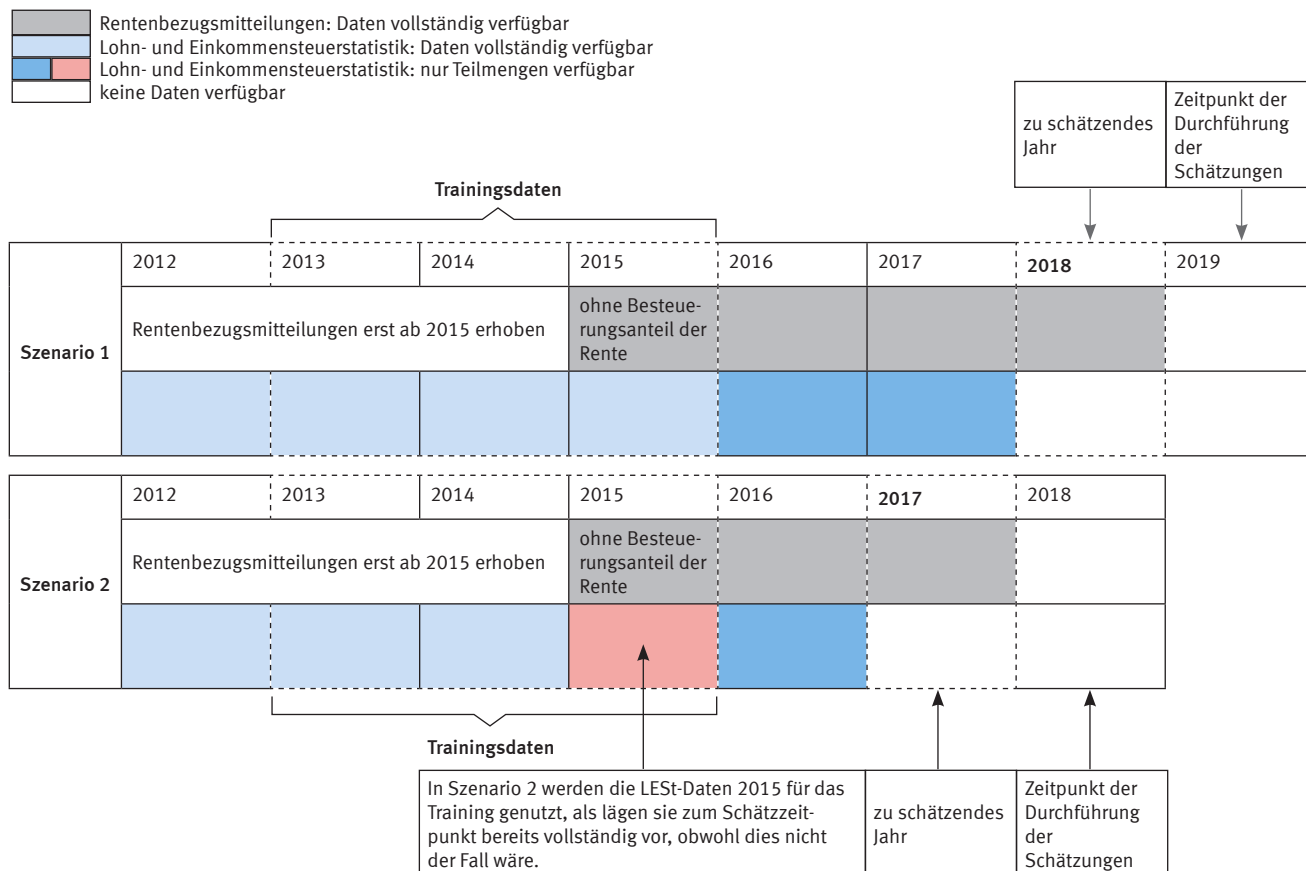 Rentenbezugsmitteilungen: Daten vollständig verfügbar
Lohn- und Einkommensteuerstatistik: Daten vollständig verfügbar
Lohn- und Einkommensteuerstatistik: nur Teilmengen verfügbar
keine Daten verfügbar
zu schätzendes
Jahr
Zeitpunkt der
Durchführung
der
Schätzungen
Trainingsdaten
Szenario 1
2012
2013
2014
2015
2016
2017
2018
2019
Rentenbezugsmitteilungen erst ab 2015 erhoben
ohne Besteue-
rungsanteil der
Rente
Szenario 2
2012
2013
2014
2015
2016
2017
2018
Rentenbezugsmitteilungen erst ab 2015 erhoben
ohne Besteue-
rungsanteil der
Rente
Trainingsdaten
In Szenario 2 werden die LESt-Daten 2015 für das
Training genutzt, als lägen sie zum Schätzzeit-
punkt bereits vollständig vor, obwohl dies nicht
der Fall wäre.
zu schätzendes
Jahr
Zeitpunkt der
Durchführung
der
Schätzungen